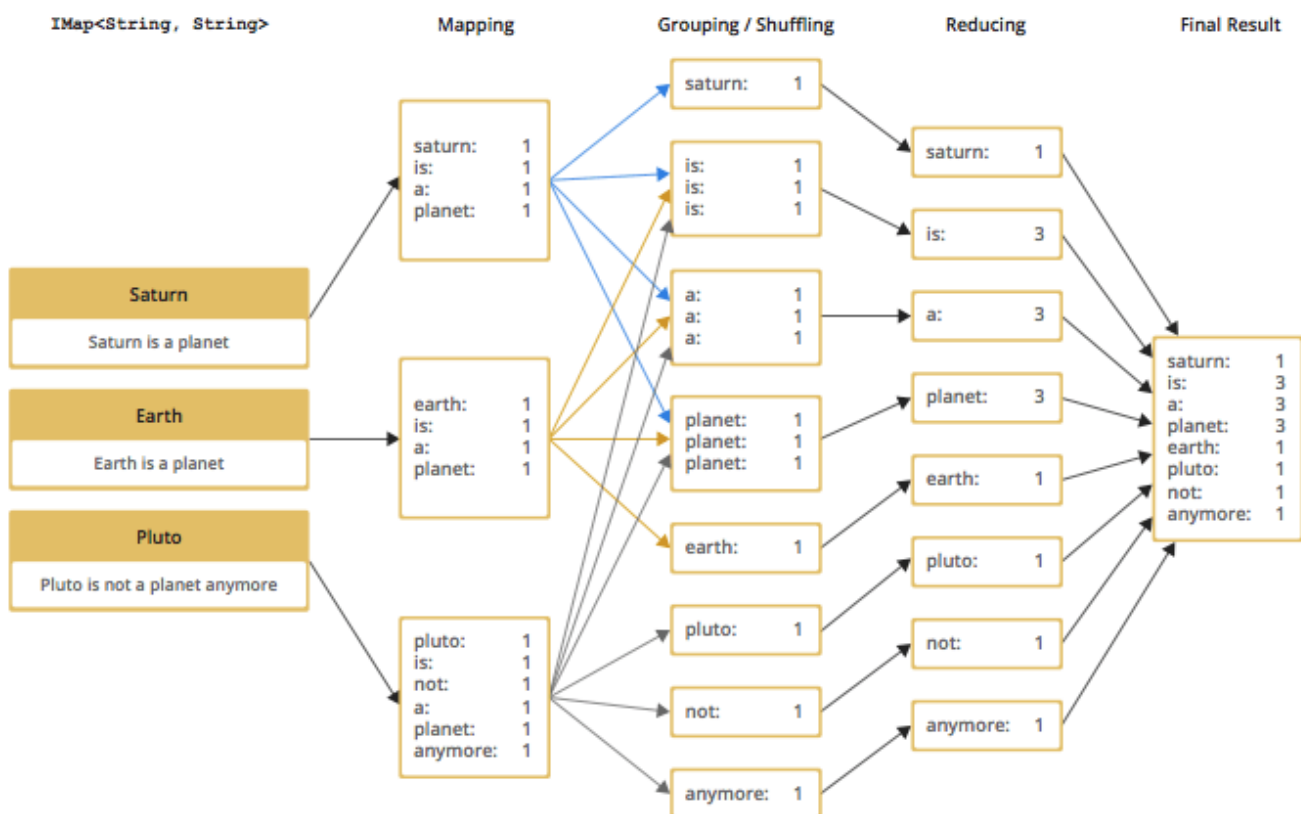 IMap<String, String>
Mapping
Grouping / Shuffling
Reducing
Final Result
Saturn
Saturn is a planet
Earth
Earth is a planet
Pluto
Pluto is not a planet anymore
saturn: 1
is: 1
a: 1
planet: 1
earth: 1
is: 1
a: 1
planet: 1
pluto: 1
is: 1
not: 1
a: 1
planet: 1
anymore: 1
saturn: 1
is: 1
is: 1
is: 1
a: 1
a: 1
a: 1
planet: 1
planet: 1
planet: 1
earth: 1
pluto: 1
not: 1
anymore: 1
saturn: 1
is: 3
a: 3
planet: 3
earth: 1
pluto: 1
not: 1
anymore: 1
saturn: 1
is: 3
a: 3
planet: 3
earth: 1
pluto: 1
not: 1
anymore: 1